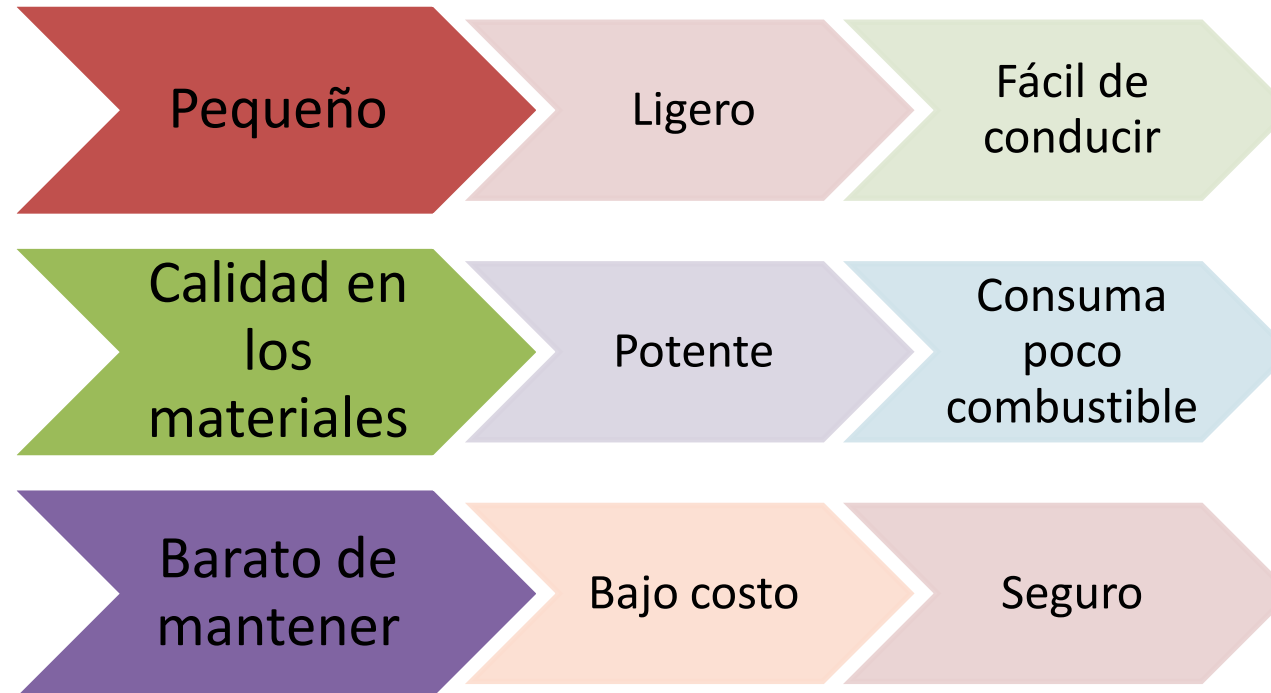 Pequeño
Ligero
Fácil de
conducir
Calidad en
los
materiales
Potente
Consuma
poco
combustible
Barato de
mantener
Bajo costo
Seguro